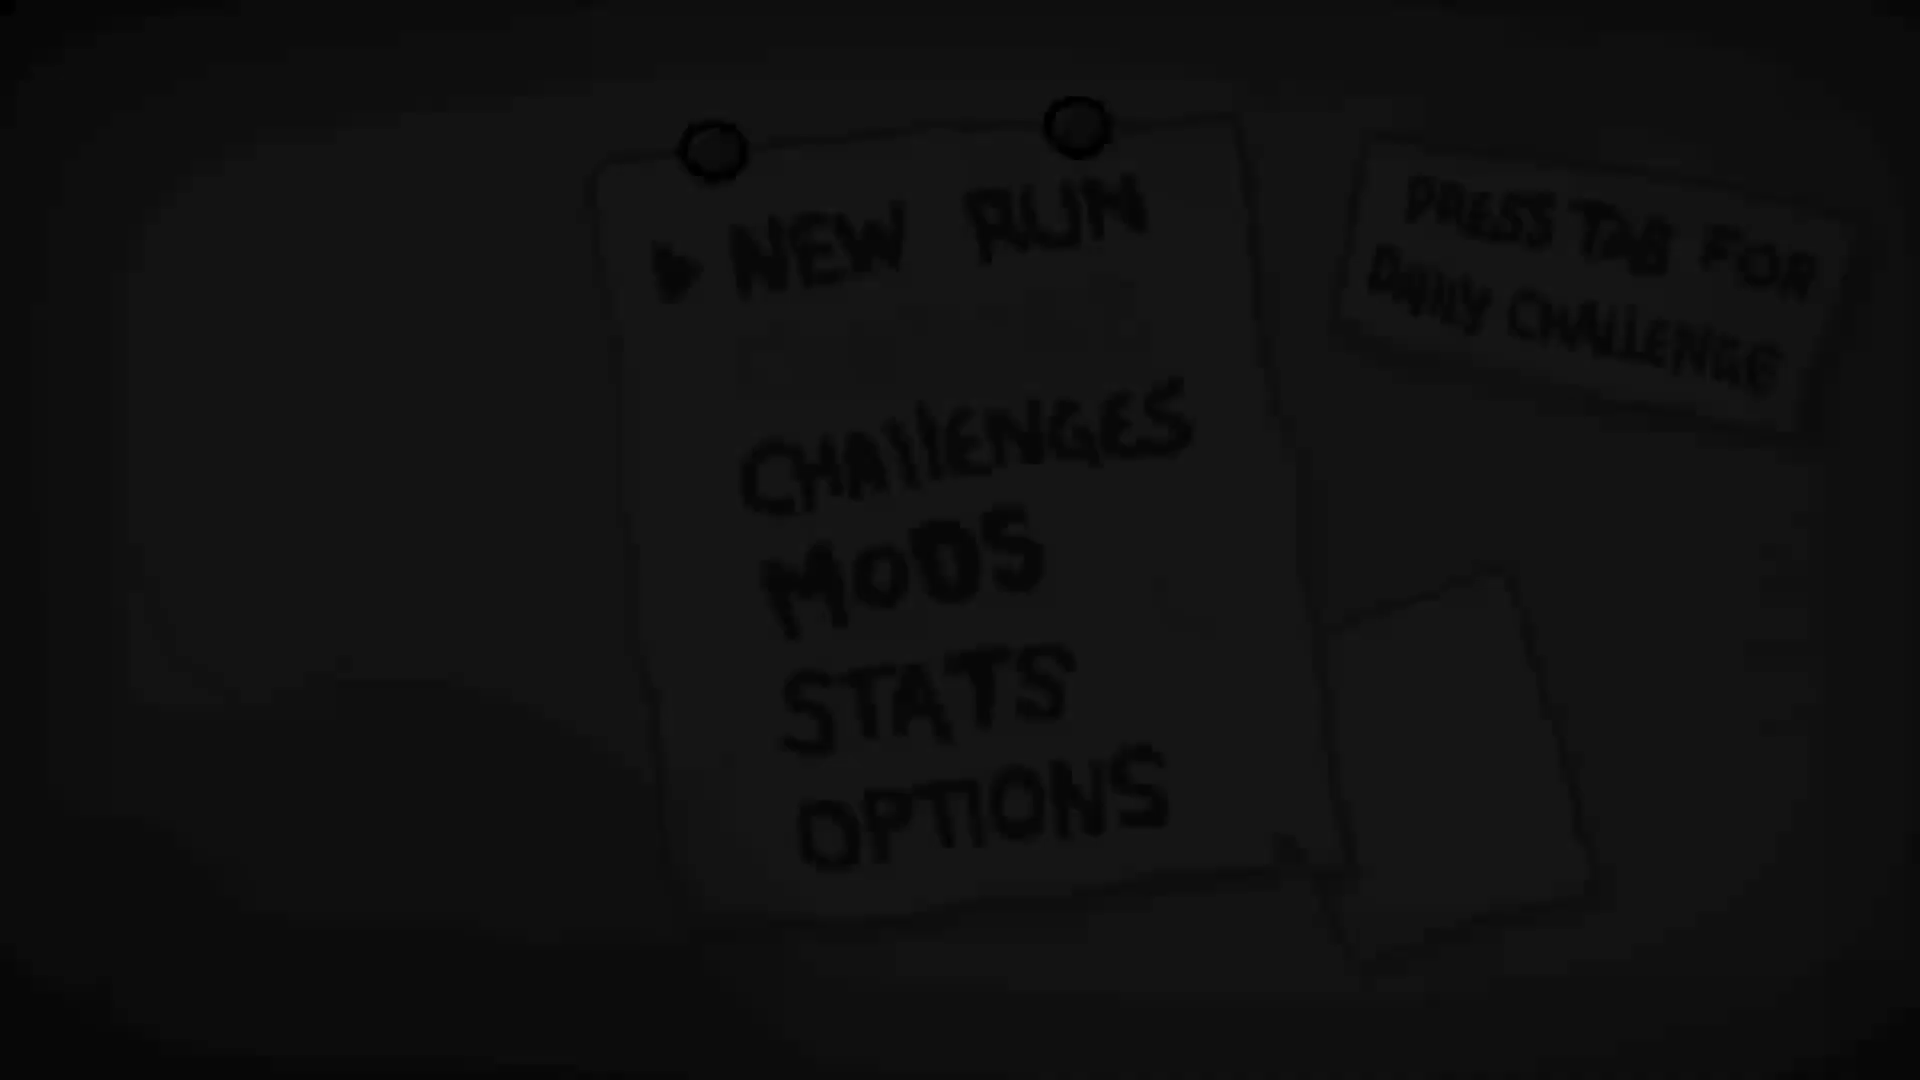 NEW RUN
CHALLENGES
MODS
STATS
OPTIONS
PRESS TAB FOR
DAILY CHALLENGE